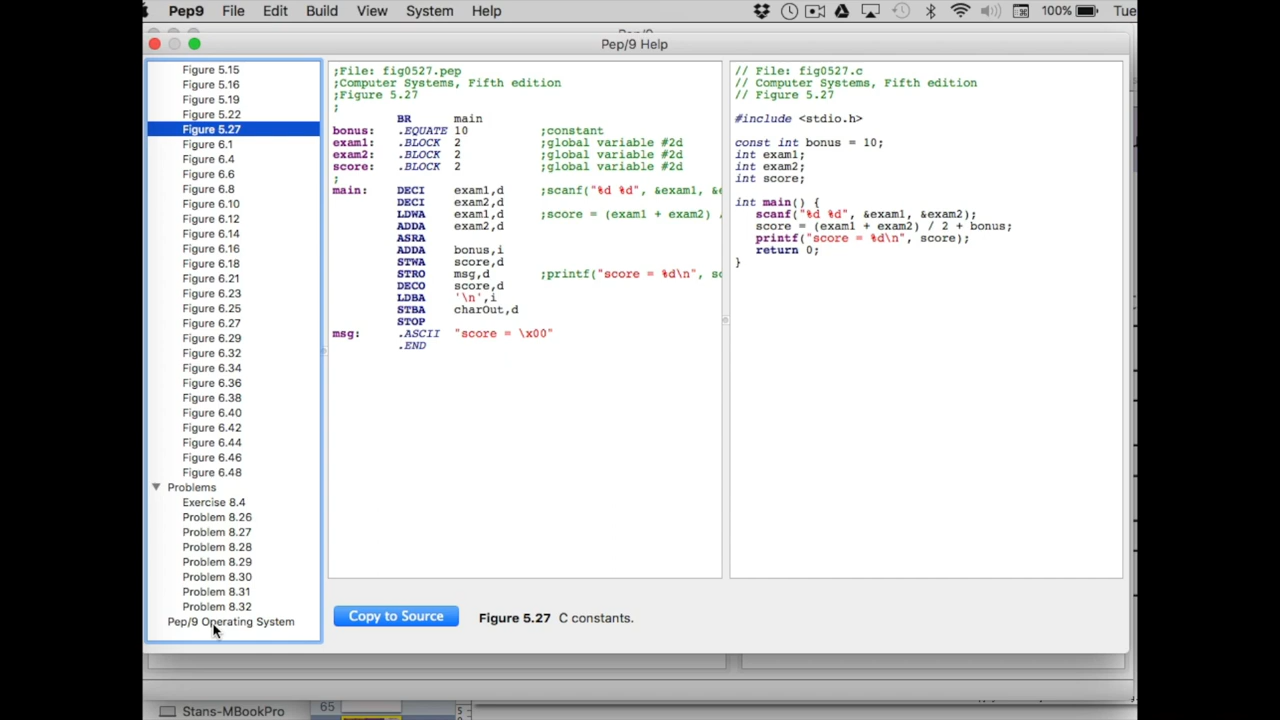 Pep9 File Edit Build View System Help 100% Tue
Pep/9 Help
Figure 5.15
Figure 5.16
Figure 5.19
Figure 5.22
Figure 5.27
Figure 6.1
Figure 6.4
Figure 6.6
Figure 6.8
Figure 6.10
Figure 6.12
Figure 6.14
Figure 6.16
Figure 6.18
Figure 6.21
Figure 6.23
Figure 6.25
Figure 6.27
Figure 6.29
Figure 6.32
Figure 6.34
Figure 6.36
Figure 6.38
Figure 6.40
Figure 6.42
Figure 6.44
Figure 6.46
Figure 6.48
Problems
Exercise 8.4
Problem 8.26
Problem 8.27
Problem 8.28
Problem 8.29
Problem 8.30
Problem 8.31
Problem 8.32
Pep/9 Operating System
;File: fig0527.pep
;Computer Systems, Fifth edition
;Figure 5.27
;
BR main
bonus: .EQUATE 10 ;constant
exam1: .BLOCK 2 ;global variable #2d
exam2: .BLOCK 2 ;global variable #2d
score: .BLOCK 2 ;global variable #2d
;
main: DECI exam1,d ;scanf("%d %d", &exam1, &e
DECI exam2,d
LDWA exam1,d ;score = (exam1 + exam2) /
ADDA exam2,d
ASRA
ADDA bonus,i
STWA score,d
STRO msg,d ;printf("score = %d\n", sc
DECO score,d
LDBA '\n',i
STBA charOut,d
STOP
msg: .ASCII "score = \x00"
.END
// File: fig0527.c
// Computer Systems, Fifth edition
// Figure 5.27
#include <stdio.h>
const int bonus = 10;
int exam1;
int exam2;
int score;
int main() {
scanf("%d %d", &exam1, &exam2);
score = (exam1 + exam2) / 2 + bonus;
printf("score = %d\n", score);
return 0;
}
Copy to Source
Figure 5.27 C constants.
Stans-MBookPro
65
5